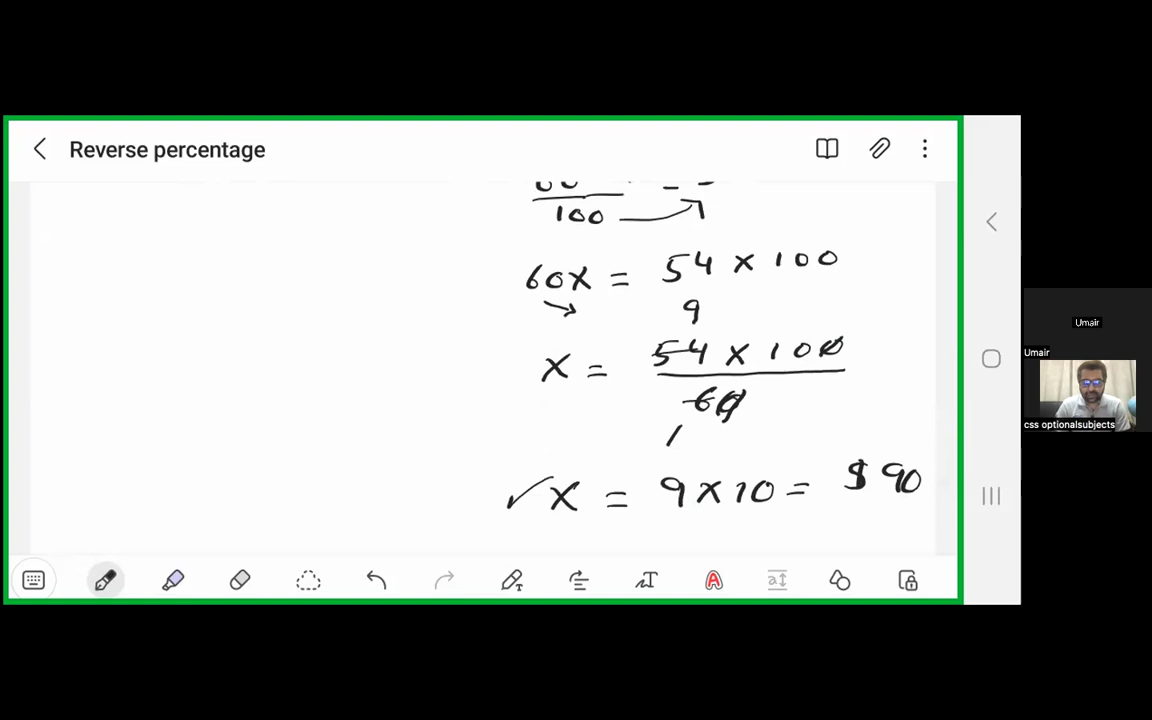 Reverse percentage
100
60x = 54 x 100
9
x = 54 x 100
60
1
✓ x = 9 x 10 = $ 90
Umair
Umair
css optionalsubjects